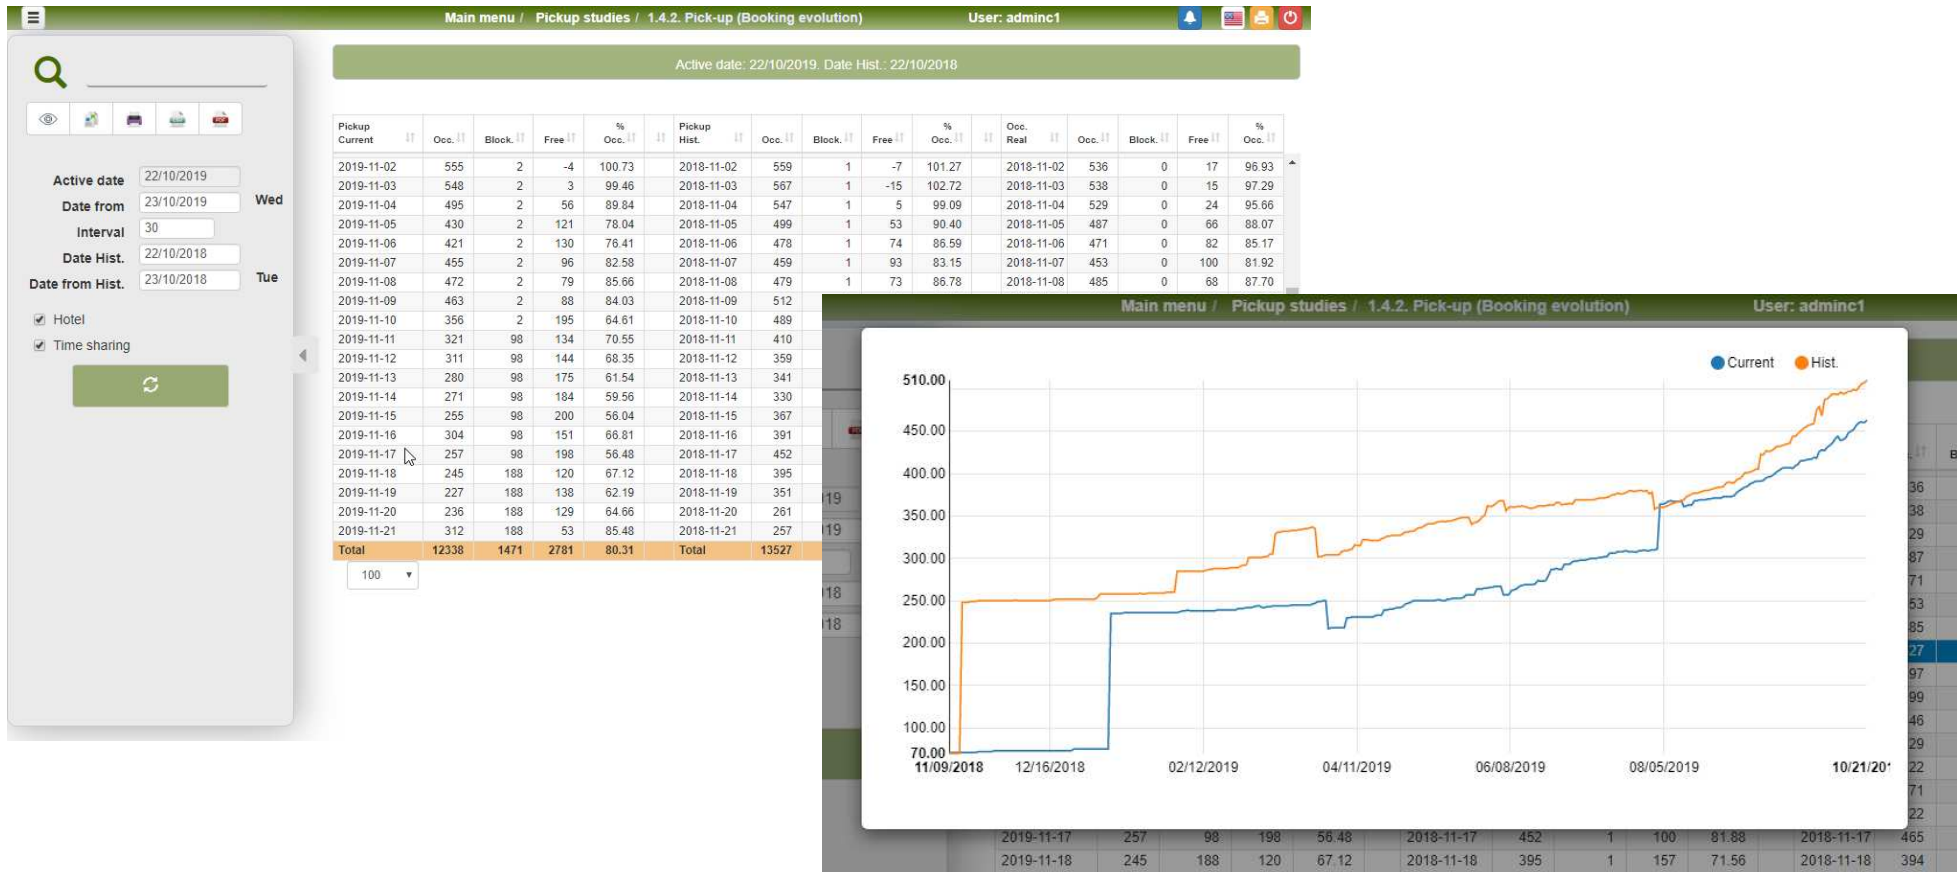 Main menu / Pickup studies / 1.4.2. Pick-up (Booking evolution) User: adminc1
Active date: 22/10/2019. Date Hist.: 22/10/2018
Active date 22/10/2019
Date from 23/10/2019 Wed
Interval 30
Date Hist. 22/10/2018
Date from Hist. 23/10/2018 Tue
Hotel
Time sharing
Pickup Current Occ. Block. Free % Occ. Pickup Hist. Occ. Block. Free % Occ. Occ. Real Occ. Block. Free % Occ.
2019-11-02 555 2 -4 100.73 2018-11-02 559 1 -7 101.27 2018-11-02 536 0 17 96.93
2019-11-03 548 2 3 99.46 2018-11-03 567 1 -15 102.72 2018-11-03 538 0 15 97.29
2019-11-04 495 2 56 89.84 2018-11-04 547 1 5 99.09 2018-11-04 529 0 24 95.66
2019-11-05 430 2 121 78.04 2018-11-05 499 1 53 90.40 2018-11-05 487 0 66 88.07
2019-11-06 421 2 130 76.41 2018-11-06 478 1 74 86.59 2018-11-06 471 0 82 85.17
2019-11-07 455 2 96 82.58 2018-11-07 459 1 93 83.15 2018-11-07 453 0 100 81.92
2019-11-08 472 2 79 85.66 2018-11-08 479 1 73 86.78 2018-11-08 485 0 68 87.70
2019-11-09 463 2 88 84.03 2018-11-09 512
2019-11-10 356 2 195 64.61 2018-11-10 489
2019-11-11 321 98 134 70.55 2018-11-11 410
2019-11-12 311 98 144 68.35 2018-11-12 359
2019-11-13 280 98 175 61.54 2018-11-13 341
2019-11-14 271 98 184 59.56 2018-11-14 330
2019-11-15 255 98 200 56.04 2018-11-15 367
2019-11-16 304 98 151 66.81 2018-11-16 391
2019-11-17 257 98 198 56.48 2018-11-17 452
2019-11-18 245 188 120 67.12 2018-11-18 395
2019-11-19 227 188 138 62.19 2018-11-19 351
2019-11-20 236 188 129 64.66 2018-11-20 261
2019-11-21 312 188 53 85.48 2018-11-21 257
Total 12338 1471 2781 80.31 Total 13527
100
Main menu / Pickup studies / 1.4.2. Pick-up (Booking evolution) User: adminc1
Current Hist.
510.00
450.00
400.00
350.00
300.00
250.00
200.00
150.00
100.00
70.00
11/09/2018 12/16/2018 02/12/2019 04/11/2019 06/08/2019 08/05/2019 10/21/201
19
19
18
18
B
36
38
29
87
71
53
85
27
97
99
46
29
22
71
22
2019-11-17 257 98 198 56.48 2018-11-17 452 1 100 81.88 2018-11-17 465
2019-11-18 245 188 120 67.12 2018-11-18 395 1 157 71.56 2018-11-18 394